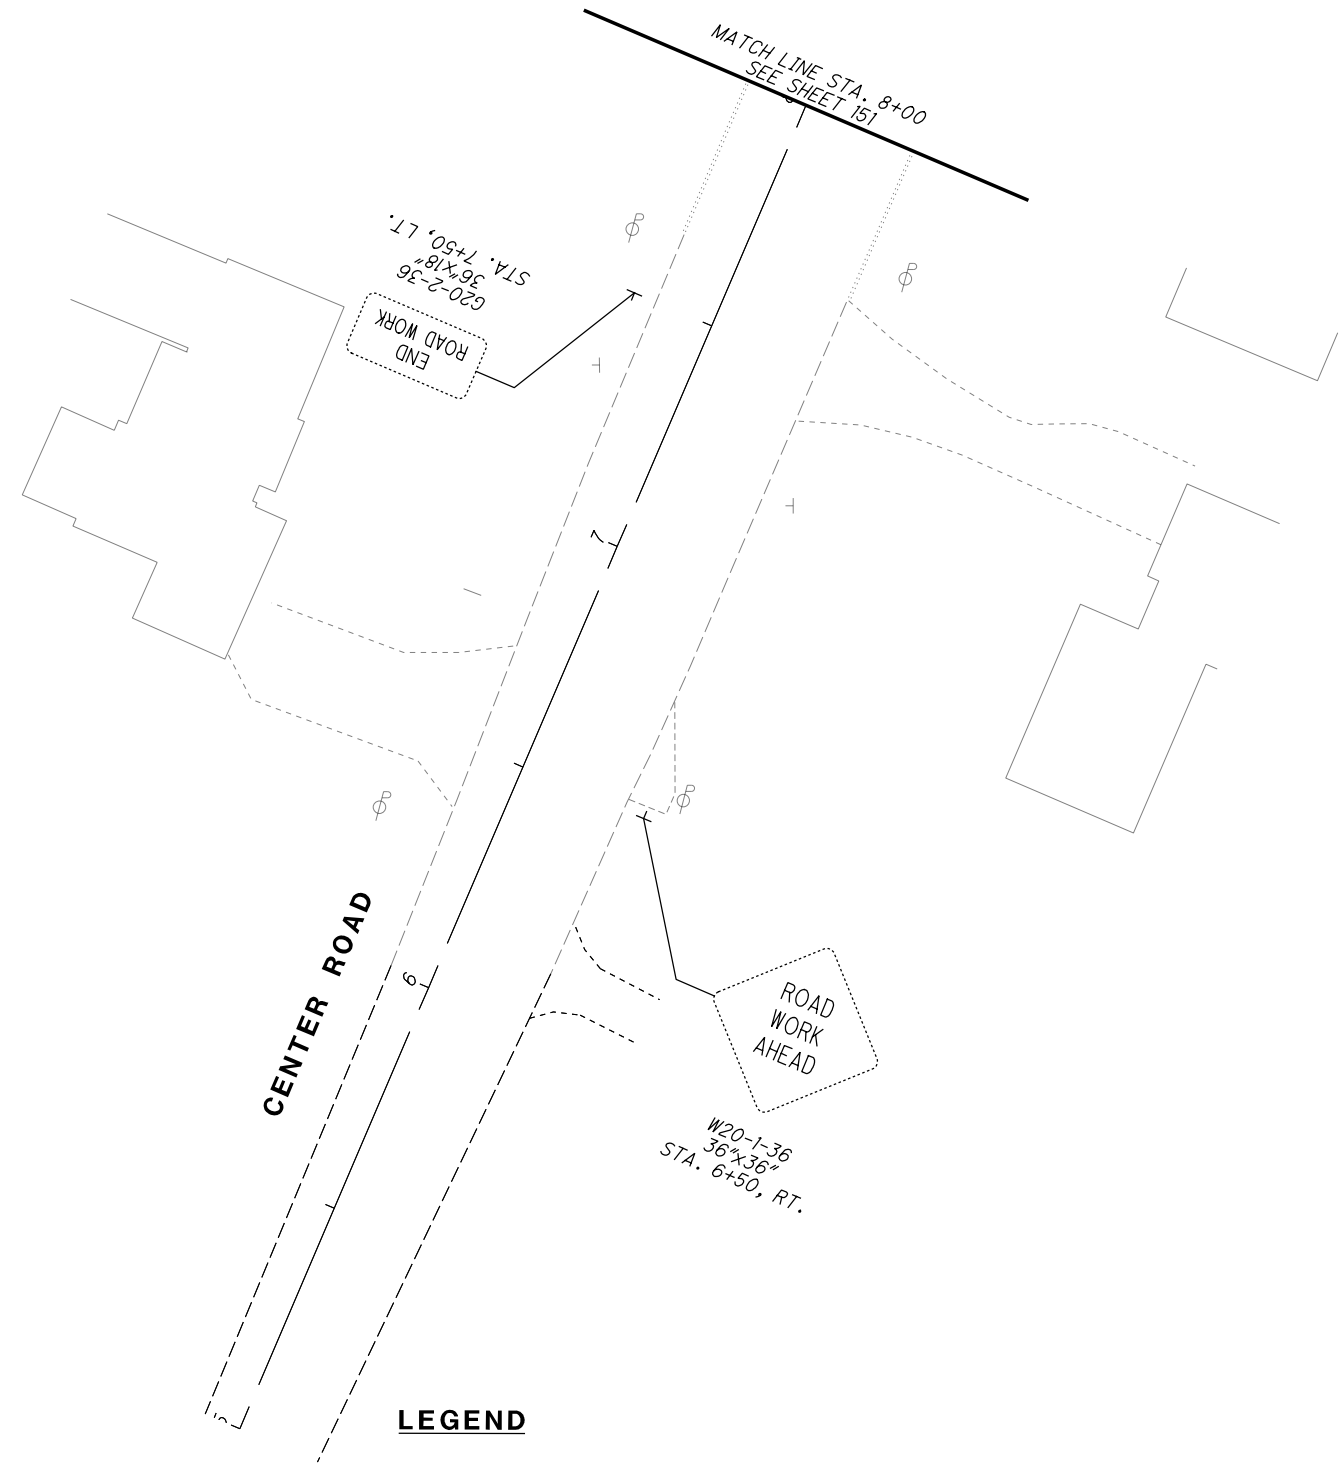 MATCH LINE STA. 8+00
SEE SHEET 151
G20-2-36
36"x18"
STA. 7+50, LT.
END
ROAD WORK
7
6
CENTER ROAD
ROAD
WORK
AHEAD
W20-1-36
36"x36"
STA. 6+50, RT.
5
LEGEND